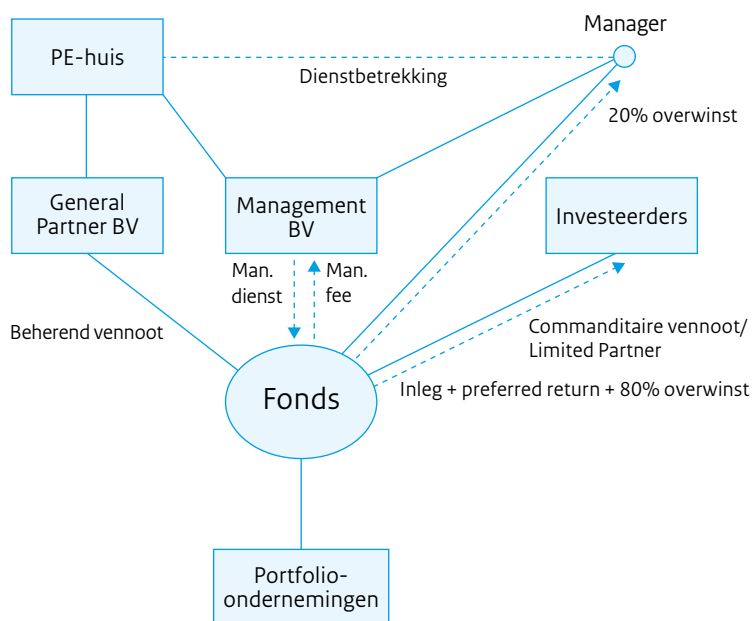 Manager
PE-huis
Dienstbetrekking
20% overwinst
General
Partner BV
Management
BV
Investeerders
Man.
dienst
Man.
fee
Beherend vennoot
Commanditaire vennoot/
Limited Partner
Inleg + preferred return + 80% overwinst
Fonds
Portfolio-
ondernemingen